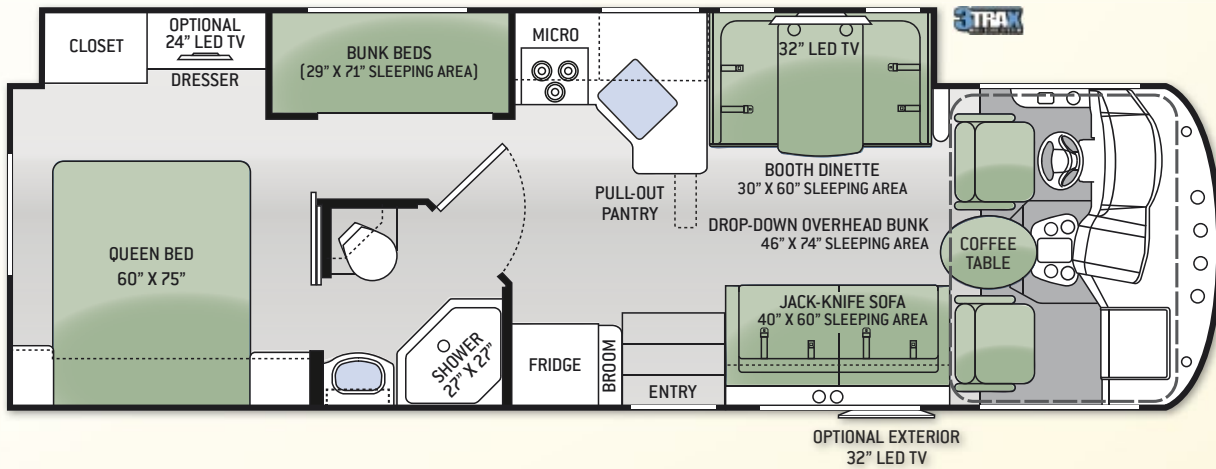 CLOSET
OPTIONAL
24” LED TV
DRESSER
BUNK BEDS
(29” X 71” SLEEPING AREA)
MICRO
32” LED TV
3TRAX
BOOTH DINETTE
30” X 60” SLEEPING AREA
PULL-OUT
PANTRY
DROP-DOWN OVERHEAD BUNK
46” X 74” SLEEPING AREA
COFFEE
TABLE
QUEEN BED
60” X 75”
JACK-KNIFE SOFA
40” X 60” SLEEPING AREA
SHOWER
27” X 27”
FRIDGE
BROOM
ENTRY
OPTIONAL EXTERIOR
32” LED TV